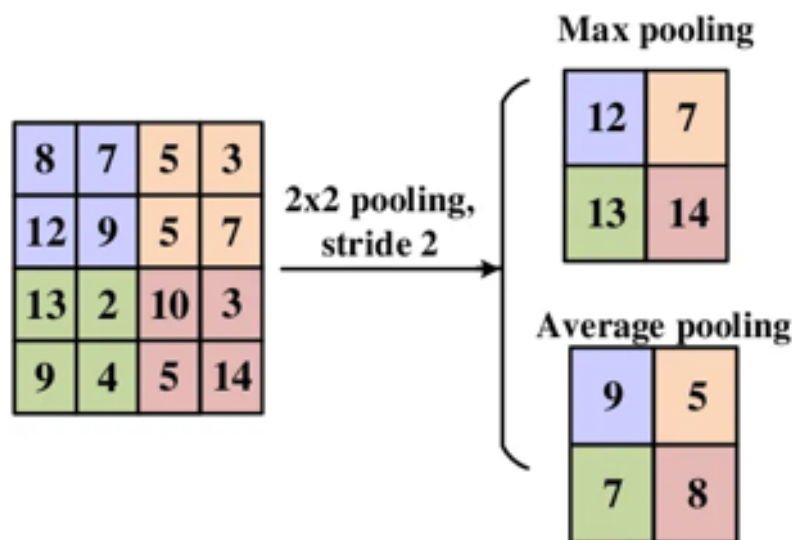 Max pooling
12 7
13 14
8 7 5 3
12 9 5 7
13 2 10 3
9 4 5 14
2x2 pooling,
stride 2
Average pooling
9 5
7 8